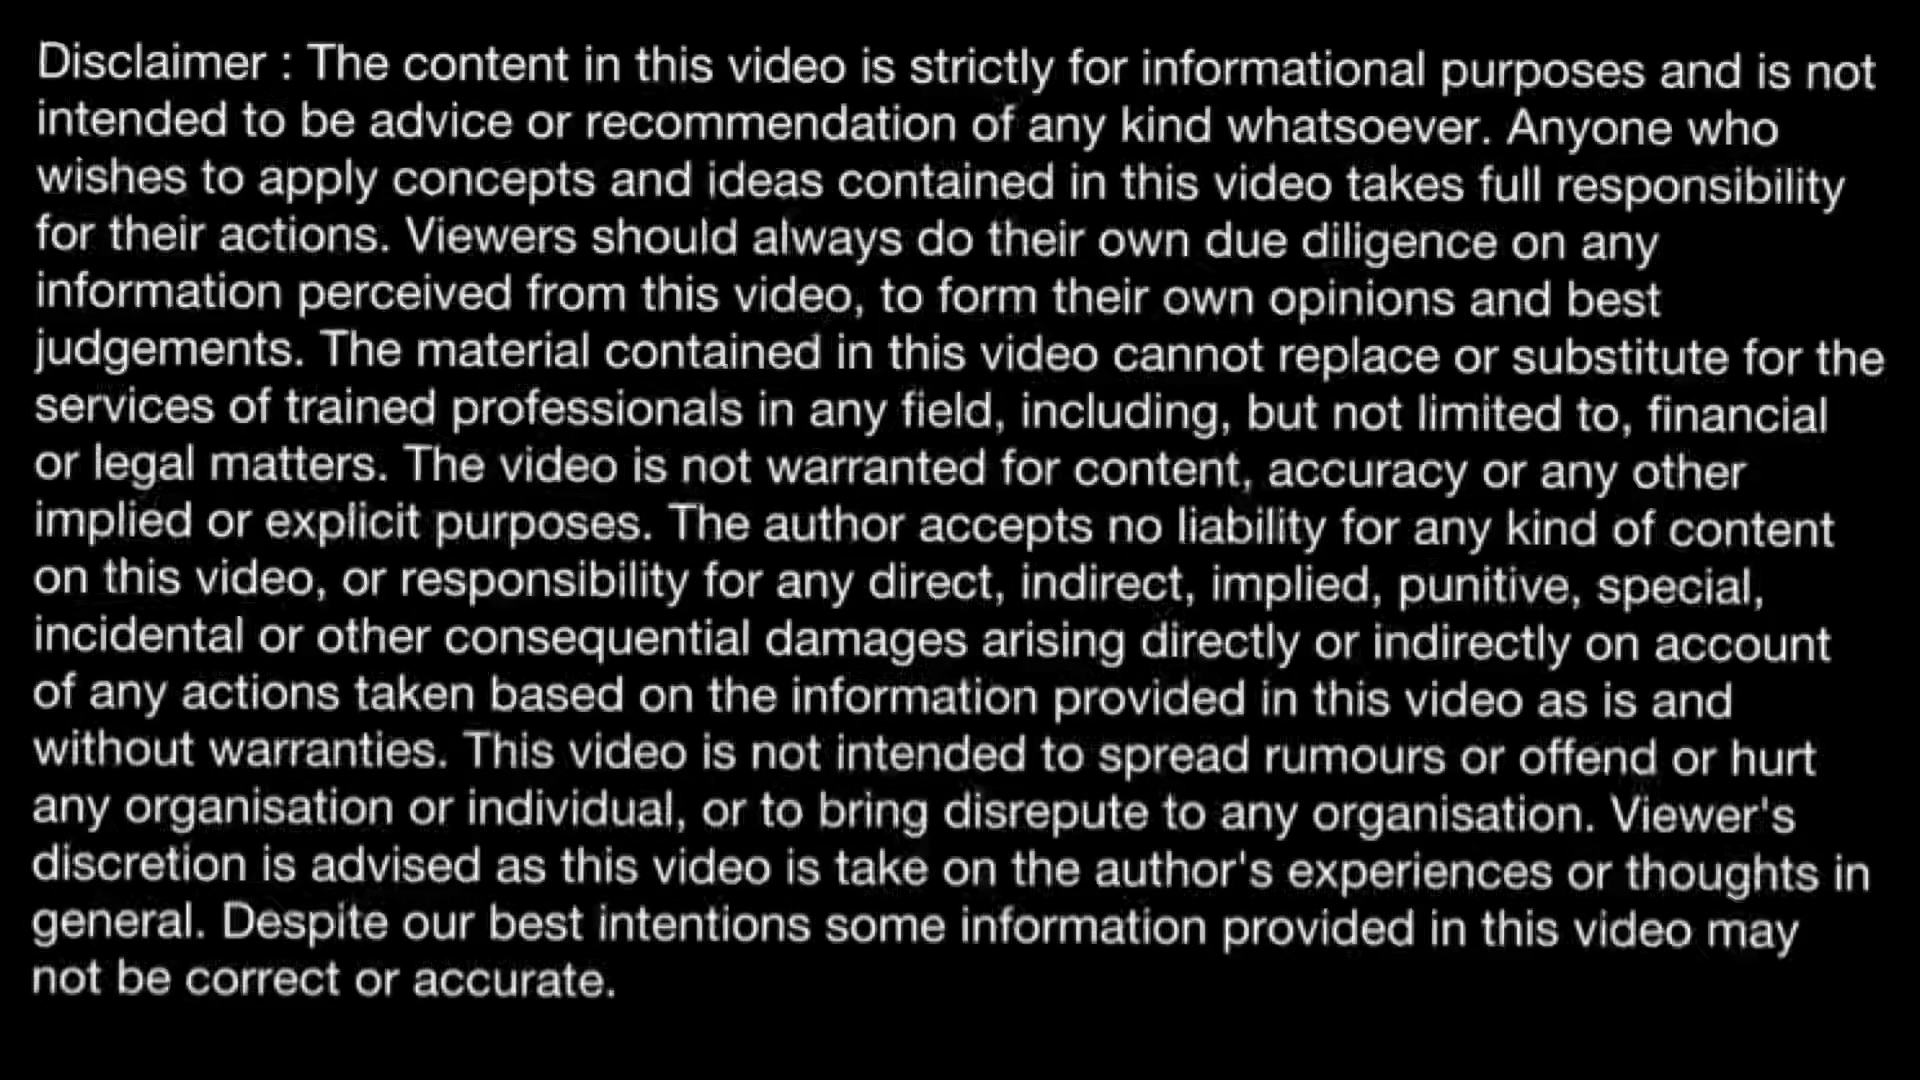 Disclaimer : The content in this video is strictly for informational purposes and is not
intended to be advice or recommendation of any kind whatsoever. Anyone who
wishes to apply concepts and ideas contained in this video takes full responsibility
for their actions. Viewers should always do their own due diligence on any
information perceived from this video, to form their own opinions and best
judgements. The material contained in this video cannot replace or substitute for the
services of trained professionals in any field, including, but not limited to, financial
or legal matters. The video is not warranted for content, accuracy or any other
implied or explicit purposes. The author accepts no liability for any kind of content
on this video, or responsibility for any direct, indirect, implied, punitive, special,
incidental or other consequential damages arising directly or indirectly on account
of any actions taken based on the information provided in this video as is and
without warranties. This video is not intended to spread rumours or offend or hurt
any organisation or individual, or to bring disrepute to any organisation. Viewer's
discretion is advised as this video is take on the author's experiences or thoughts in
general. Despite our best intentions some information provided in this video may
not be correct or accurate.